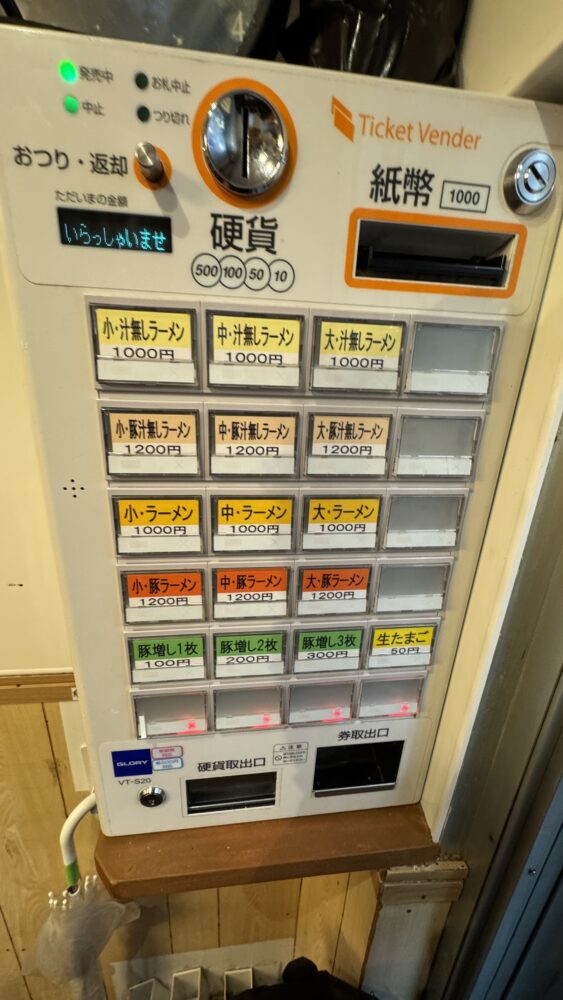 4
発売中
お札中止
中止
つり切れ
おつり・返却
ただいまの金額
いらっしゃいませ
硬貨
500 100 50 10
Ticket Vender
紙幣 1000
小・汁無しラーメン
1000円
中・汁無しラーメン
1000円
大・汁無しラーメン
1000円
小・豚汁無しラーメン
1200円
中・豚汁無しラーメン
1200円
大・豚汁無しラーメン
1200円
小・ラーメン
1000円
中・ラーメン
1000円
大・ラーメン
1000円
小・豚ラーメン
1200円
中・豚ラーメン
1200円
大・豚ラーメン
1200円
豚増し1枚
100円
豚増し2枚
200円
豚増し3枚
300円
生たまご
50円
GLORY
VT-S20
硬貨取出口
注意
券取出口